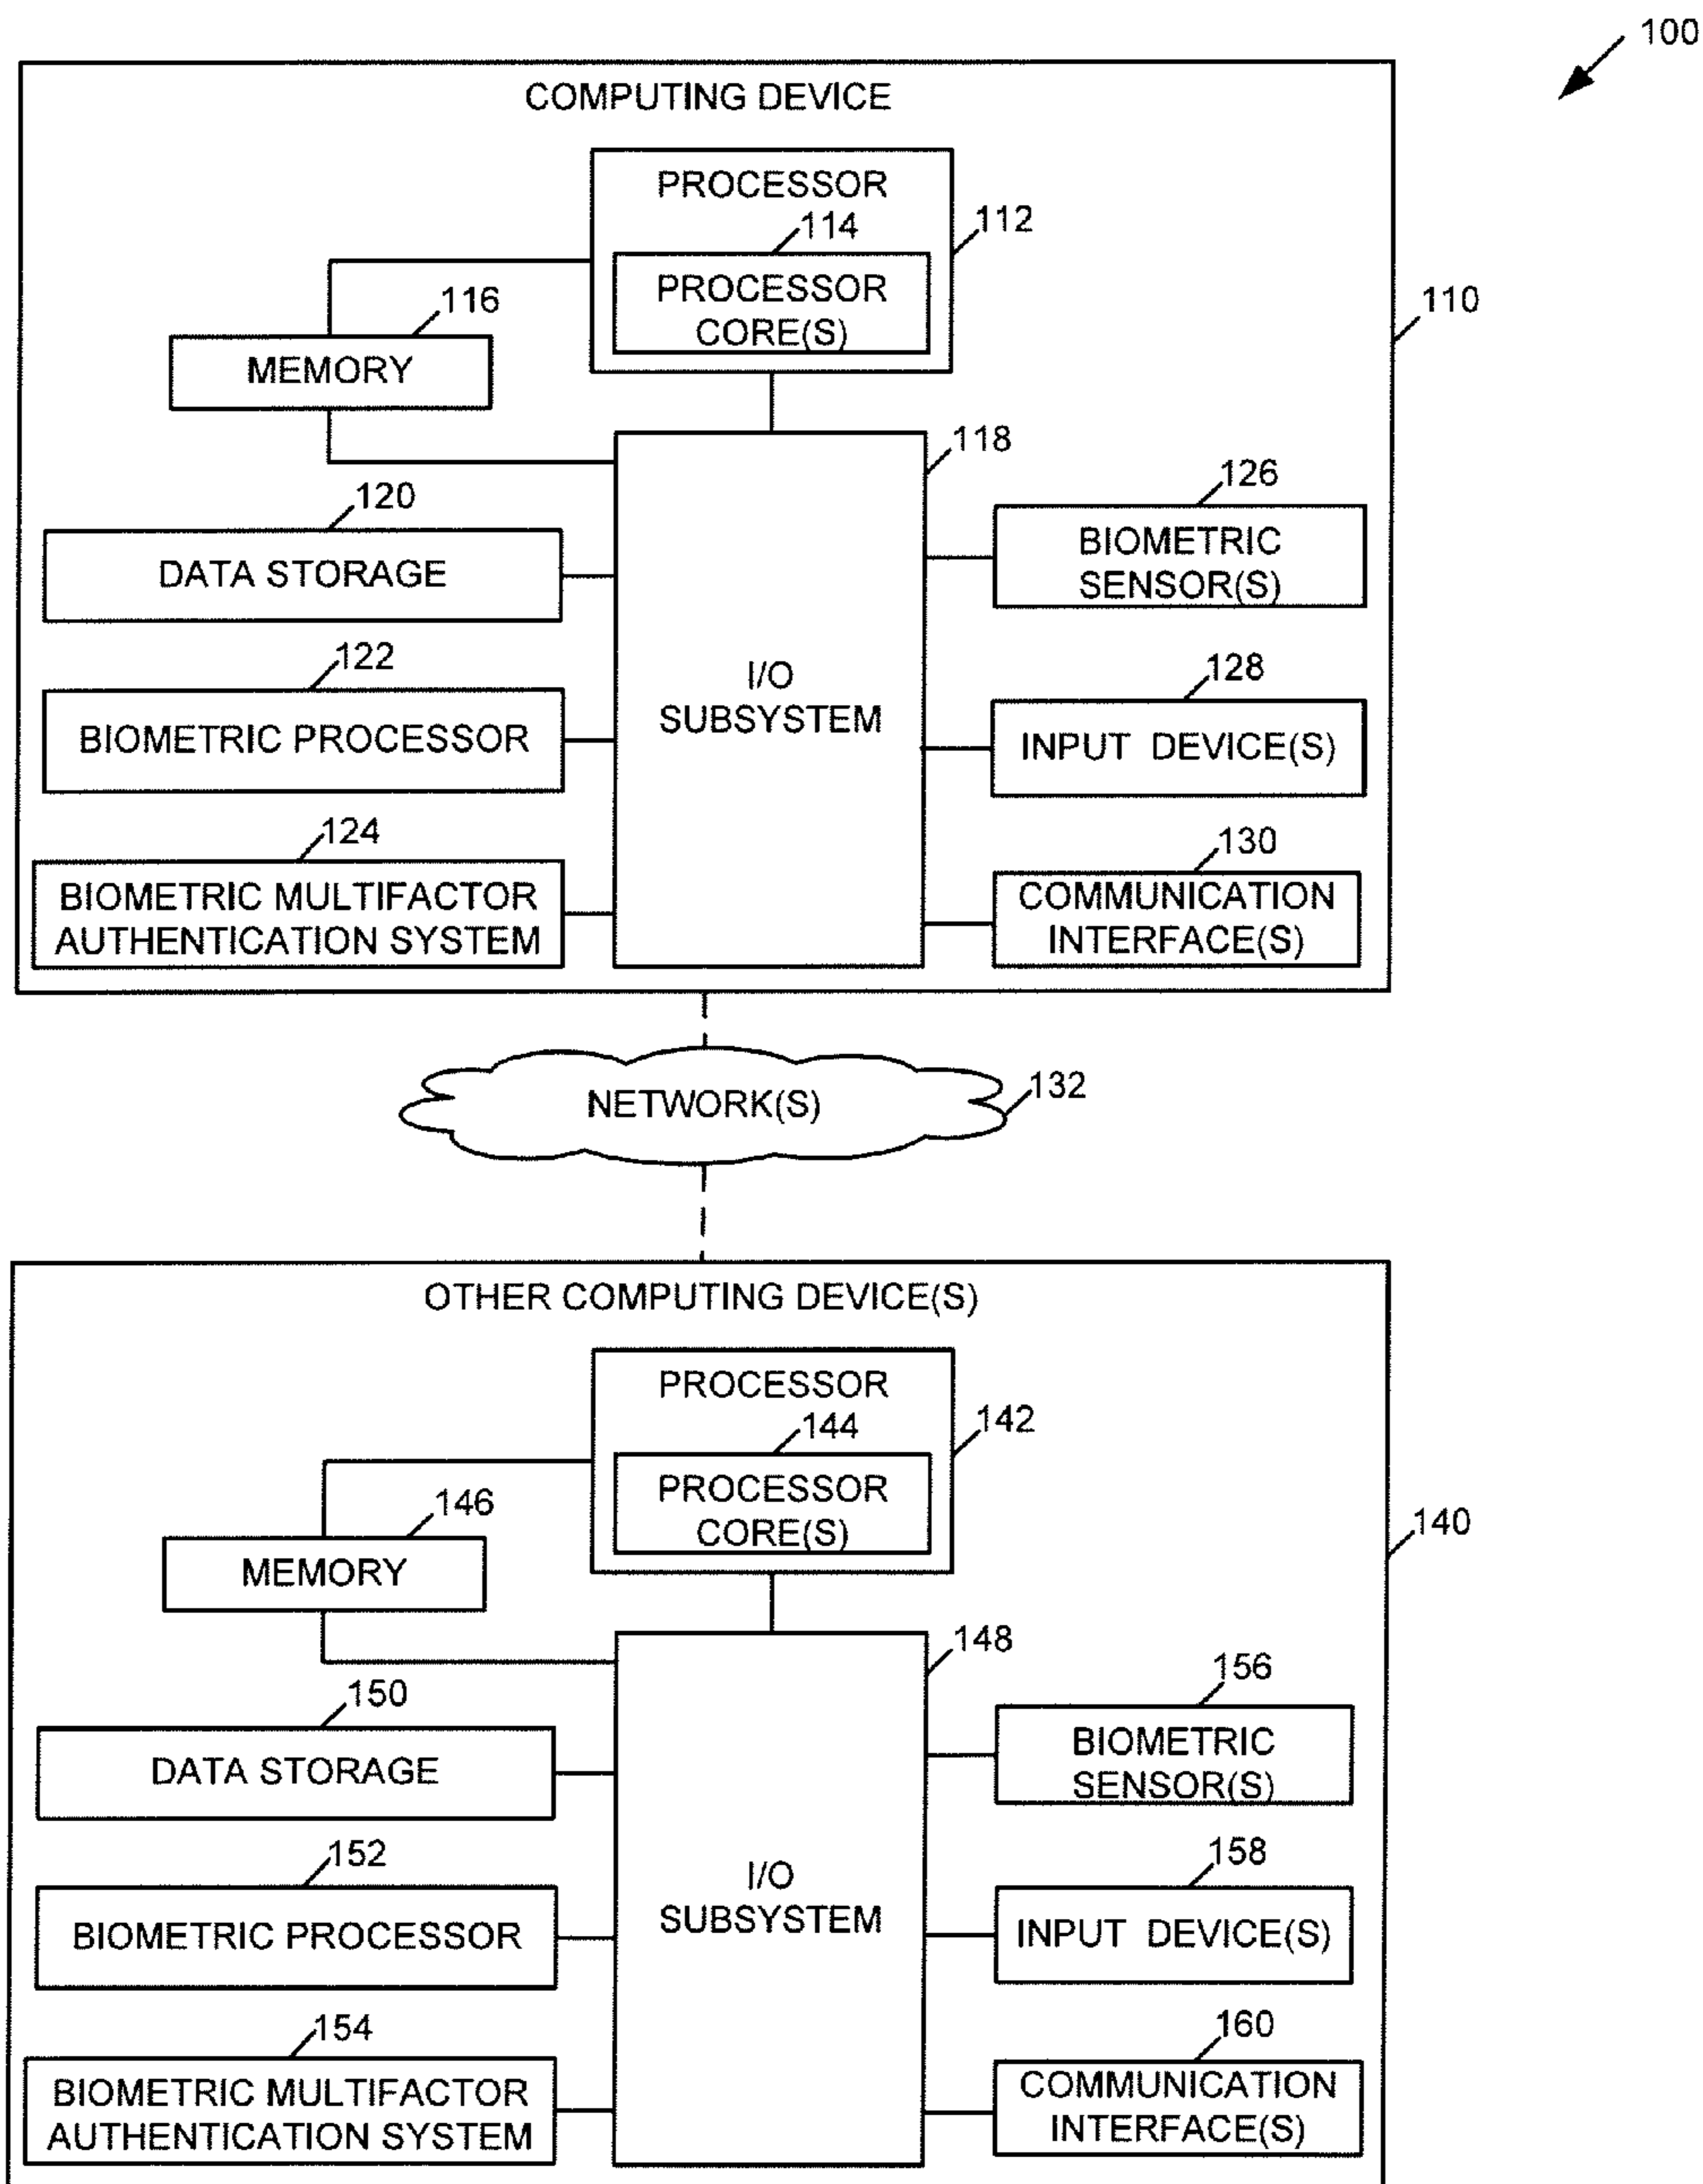 100
COMPUTING DEVICE
PROCESSOR
114
112
PROCESSOR
CORE(S)
116
110
MEMORY
118
120
126
DATA STORAGE
BIOMETRIC
SENSOR(S)
122
128
I/O
SUBSYSTEM
BIOMETRIC PROCESSOR
INPUT DEVICE(S)
124
130
BIOMETRIC MULTIFACTOR
AUTHENTICATION SYSTEM
COMMUNICATION
INTERFACE(S)
NETWORK(S)
132
OTHER COMPUTING DEVICE(S)
PROCESSOR
144
142
PROCESSOR
CORE(S)
146
140
MEMORY
148
150
156
DATA STORAGE
BIOMETRIC
SENSOR(S)
152
158
I/O
SUBSYSTEM
BIOMETRIC PROCESSOR
INPUT DEVICE(S)
154
160
BIOMETRIC MULTIFACTOR
AUTHENTICATION SYSTEM
COMMUNICATION
INTERFACE(S)